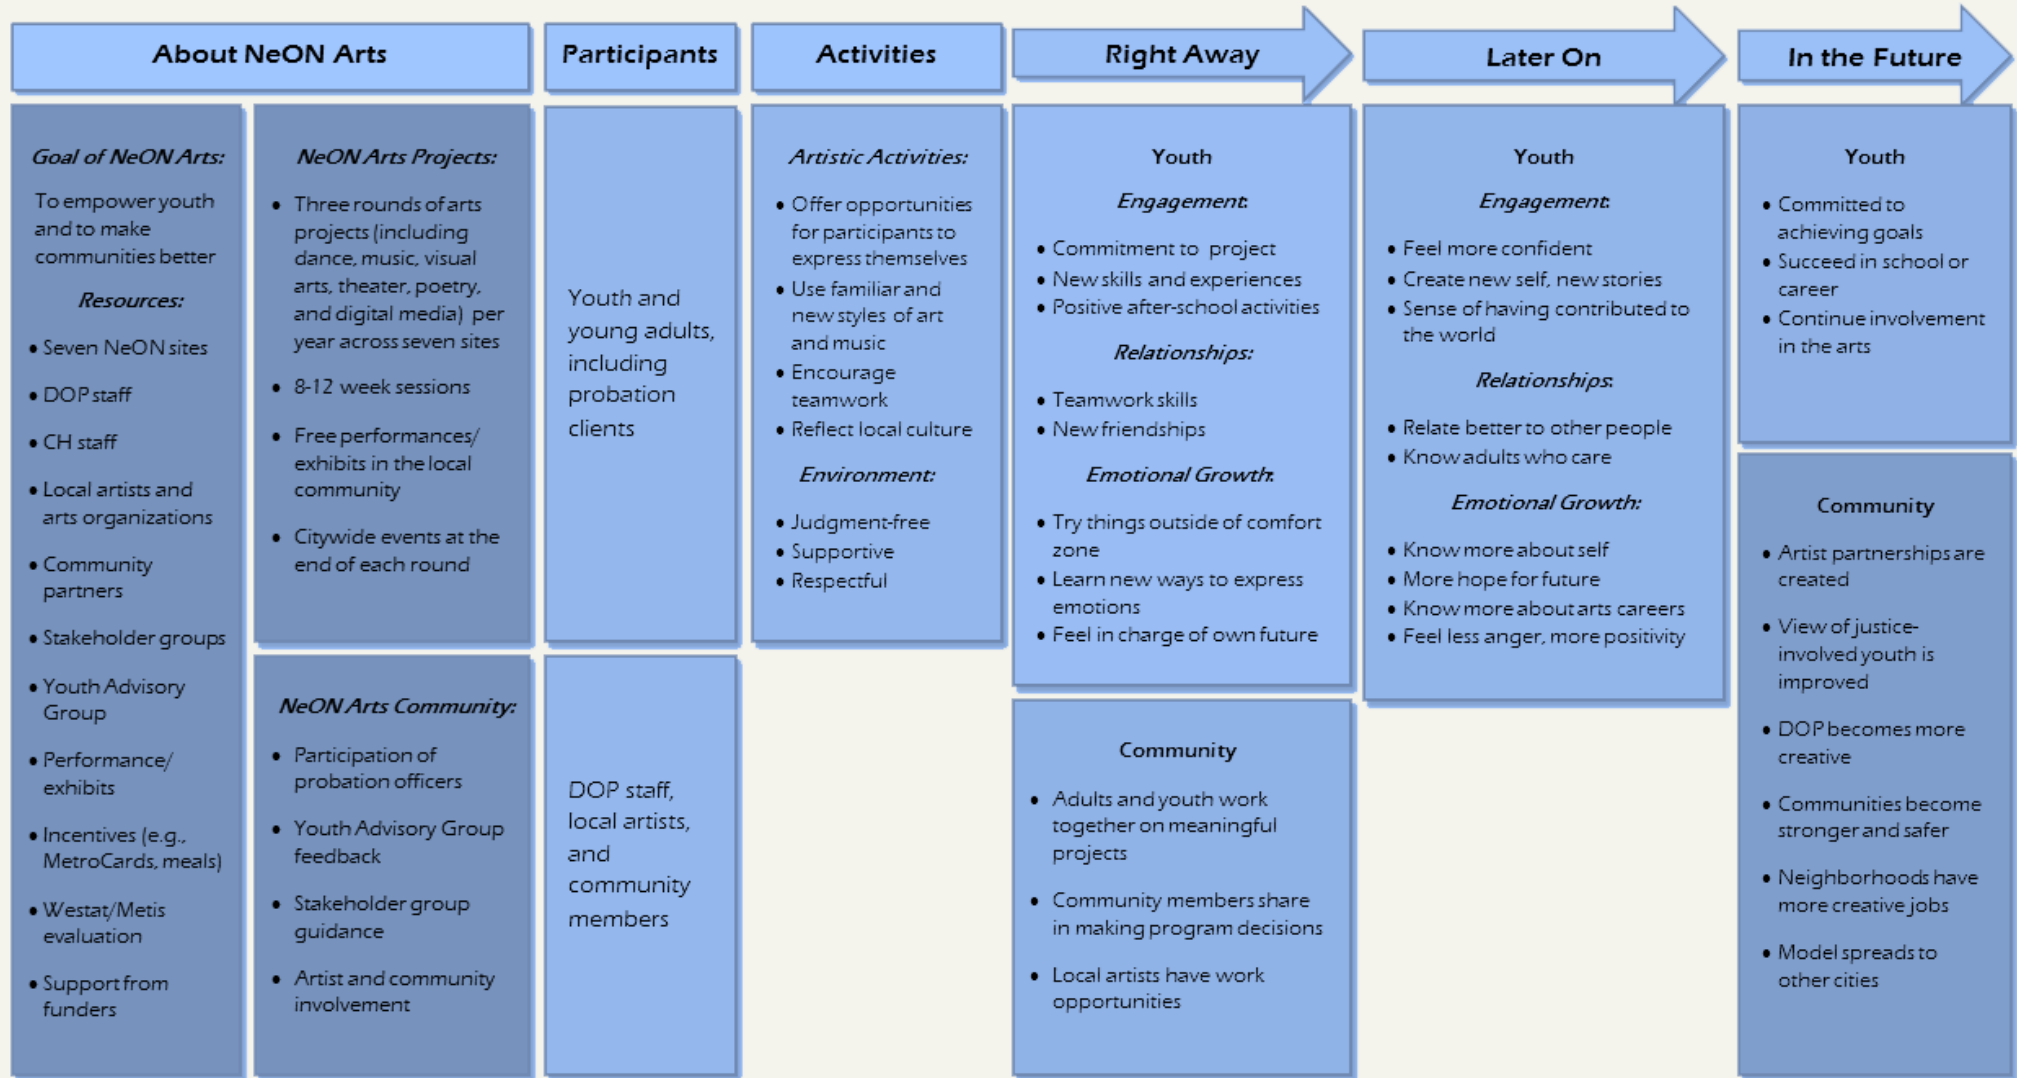 About NeON Arts
Participants
Activities
Right Away
Later On
In the Future
Goal of NeON Arts:
To empower youth
and to make
communities better
Resources:
• Seven NeON sites
• DOP staff
• CH staff
• Local artists and
arts organizations
• Community
partners
• Stakeholder groups
• Youth Advisory
Group
• Performance/
exhibits
• Incentives (e.g.,
MetroCards, meals)
• Westat/Metis
evaluation
• Support from
funders
NeON Arts Projects:
• Three rounds of arts
projects (including
dance, music, visual
arts, theater, poetry,
and digital media) per
year across seven sites
• 8-12 week sessions
• Free performances/
exhibits in the local
community
• Citywide events at the
end of each round
NeON Arts Community:
• Participation of
probation officers
• Youth Advisory Group
feedback
• Stakeholder group
guidance
• Artist and community
involvement
Youth and
young adults,
including
probation
clients
DOP staff,
local artists,
and
community
members
Artistic Activities:
• Offer opportunities
for participants to
express themselves
• Use familiar and
new styles of art
and music
• Encourage
teamwork
• Reflect local culture
Environment:
• Judgment-free
• Supportive
• Respectful
Youth
Engagement:
• Commitment to project
• New skills and experiences
• Positive after-school activities
Relationships:
• Teamwork skills
• New friendships
Emotional Growth:
• Try things outside of comfort
zone
• Learn new ways to express
emotions
• Feel in charge of own future
Community
• Adults and youth work
together on meaningful
projects
• Community members share
in making program decisions
• Local artists have work
opportunities
Youth
Engagement:
• Feel more confident
• Create new self, new stories
• Sense of having contributed to
the world
Relationships:
• Relate better to other people
• Know adults who care
Emotional Growth:
• Know more about self
• More hope for future
• Know more about arts careers
• Feel less anger, more positivity
Youth
• Committed to
achieving goals
• Succeed in school or
career
• Continue involvement
in the arts
Community
• Artist partnerships are
created
• View of justice-
involved youth is
improved
• DOP becomes more
creative
• Communities become
stronger and safer
• Neighborhoods have
more creative jobs
• Model spreads to
other cities